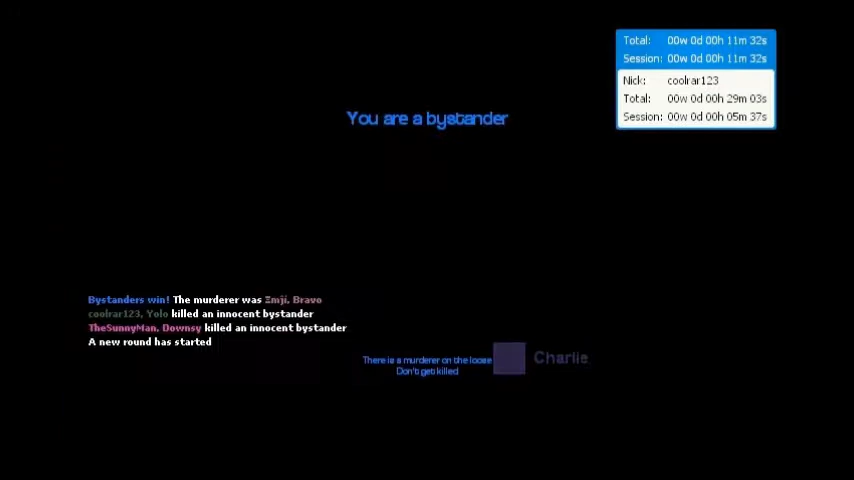 Total: 00w 0d 00h 11m 32s
Session: 00w 0d 00h 11m 32s
Nick: coolrar123
Total: 00w 0d 00h 29m 03s
Session: 00w 0d 00h 05m 37s
You are a bystander
Bystanders win! The murderer was Imji, Bravo
coolrar123, Yolo killed an innocent bystander
TheSunnyMan, Downsy killed an innocent bystander
A new round has started
There is a murderer on the loose
Don't get killed
Charlie